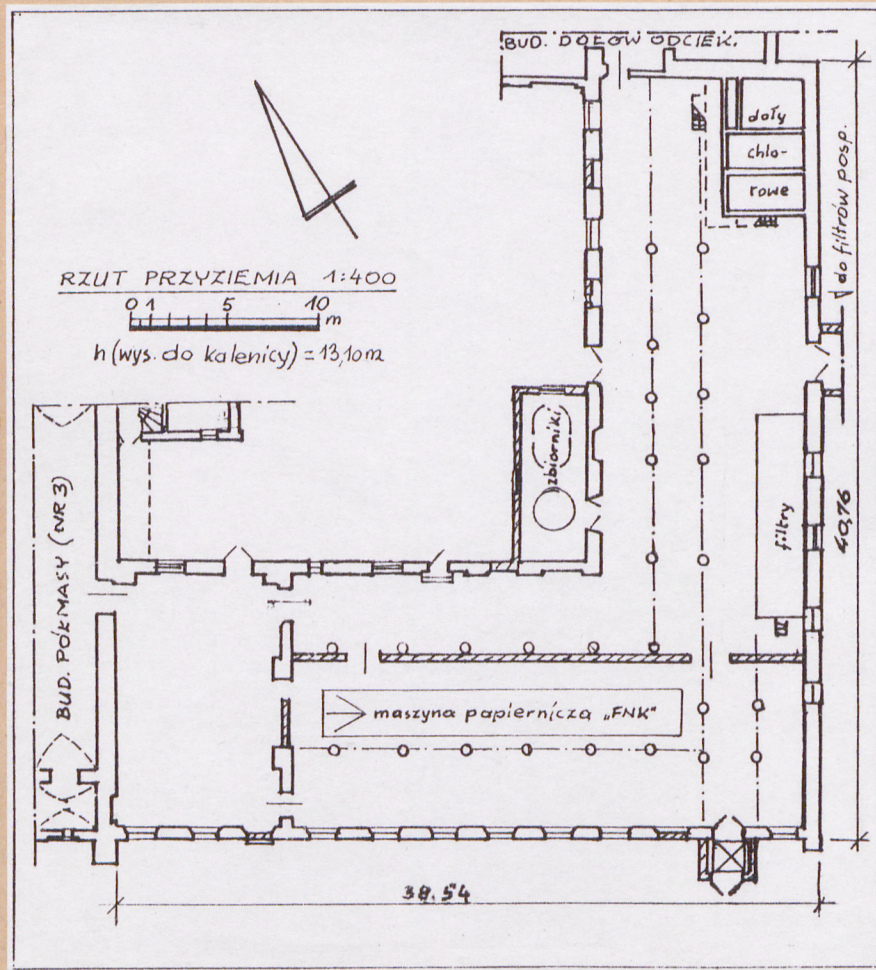 BUD. DOŁÓW ODCIEK.
doły
chlo-
rowe
do filtrów posp.
RZUT PRZYZIEMIA 1:400
0 1 5 10 m
h (wys. do kalenicy) = 13,10m
zbiorniki
filtry
40,76
BUD. PÓŁMASY (NR 3)
maszyna papiernicza „FNK"
38.54